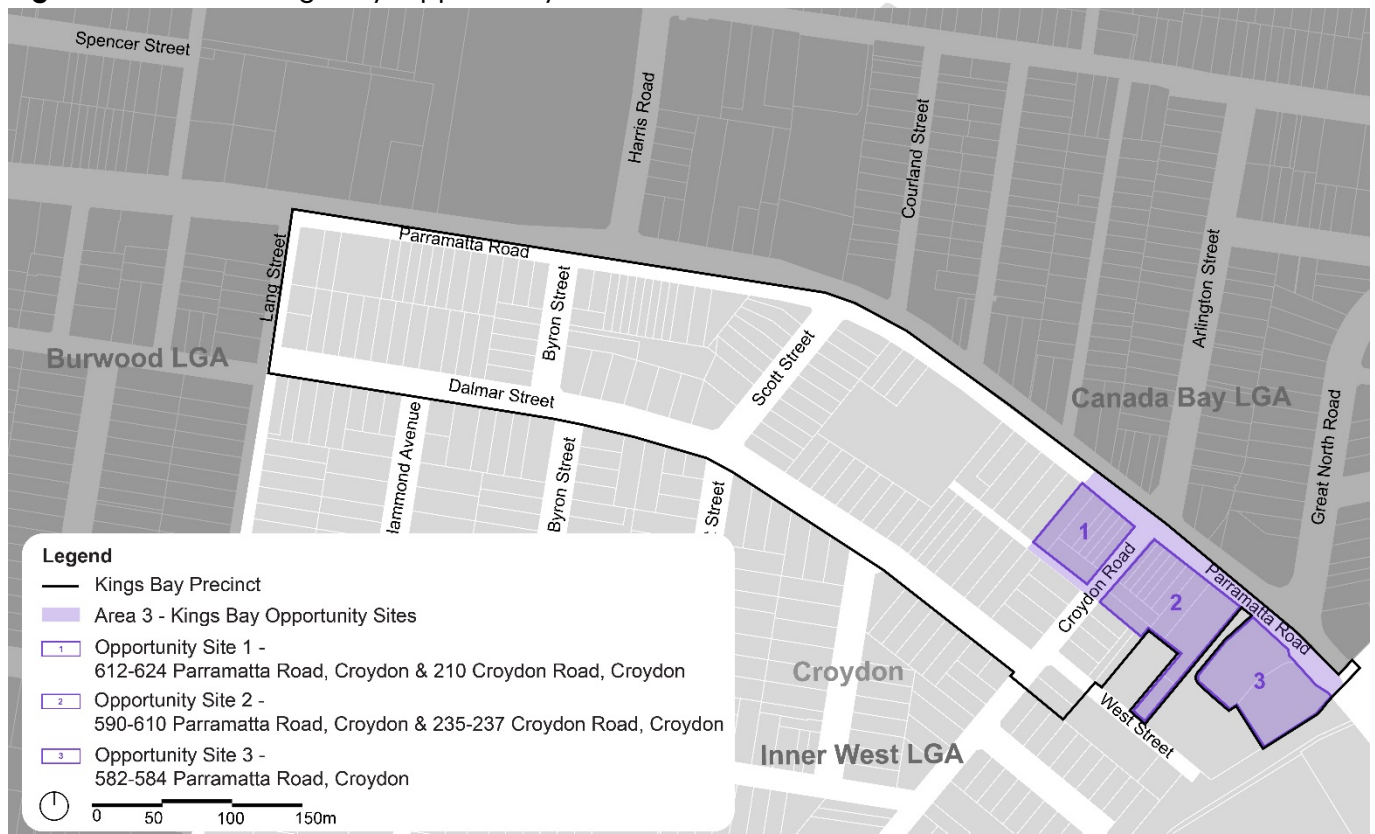 Spencer Street
Harris Road
Courland Street
Arlington Street
Great North Road
Lang Street
Parramatta Road
Byron Street
Scott Street
Burwood LGA
Dalmar Street
Canada Bay LGA
Hammond Avenue
Byron Street
Street
1
Croydon Road
2
Parramatta Road
3
Croydon
West Street
Inner West LGA
Legend
Kings Bay Precinct
Area 3 - Kings Bay Opportunity Sites
1 Opportunity Site 1 -
612-624 Parramatta Road, Croydon & 210 Croydon Road, Croydon
2 Opportunity Site 2 -
590-610 Parramatta Road, Croydon & 235-237 Croydon Road, Croydon
3 Opportunity Site 3 -
582-584 Parramatta Road, Croydon
0 50 100 150m